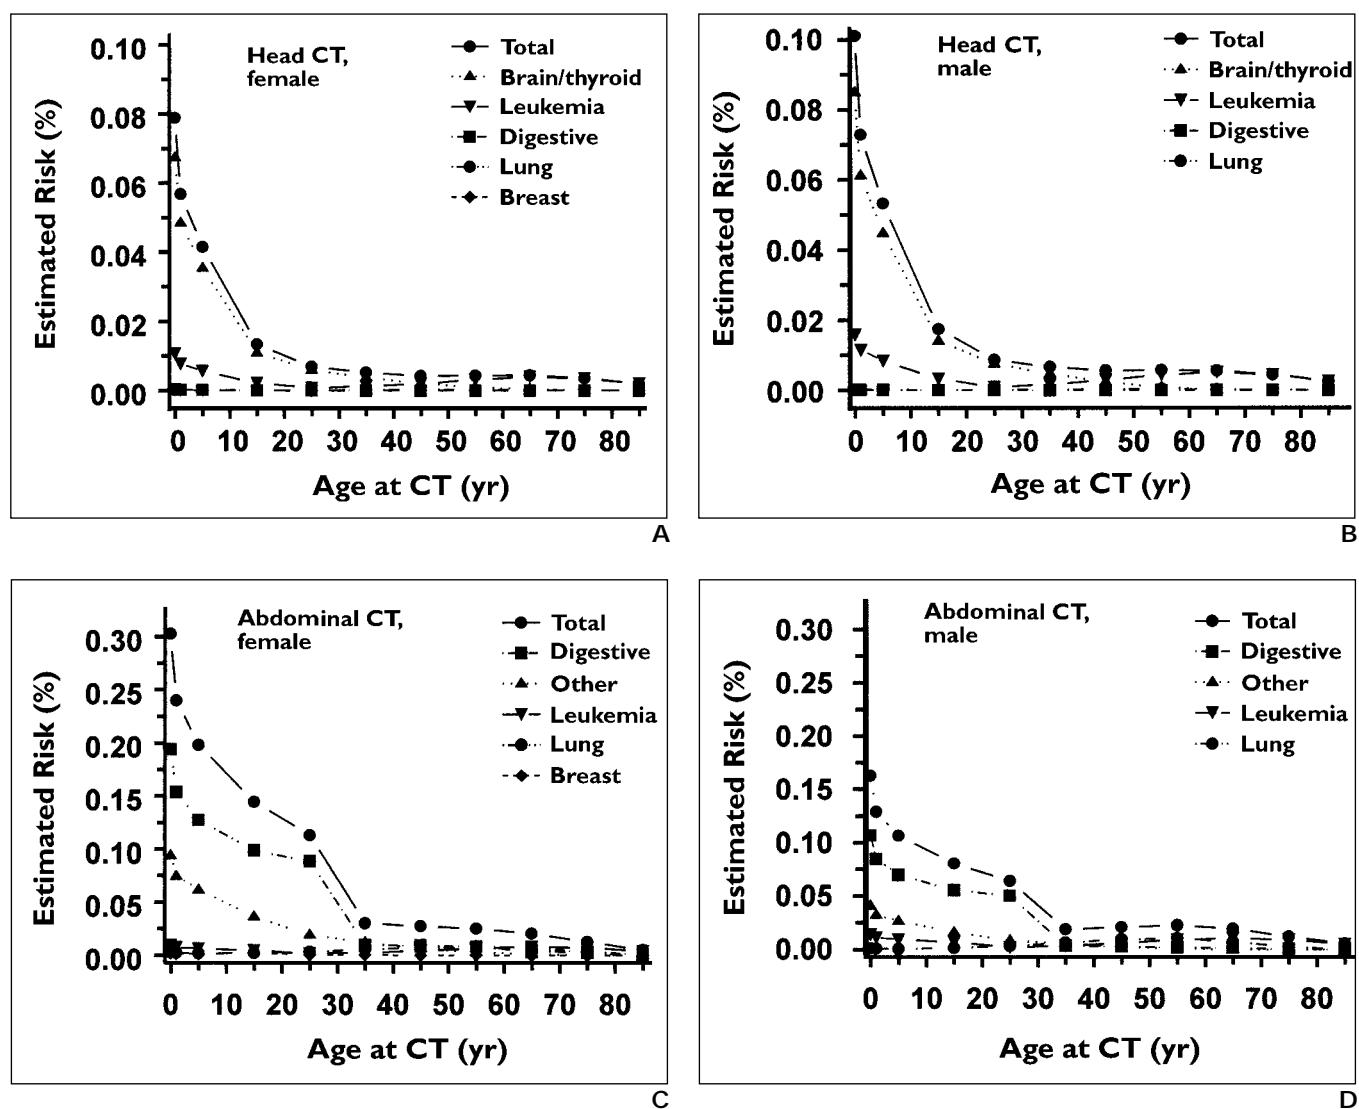 Head CT,
female
Total
Brain/thyroid
Leukemia
Digestive
Lung
Breast
0.10
0.08
0.06
0.04
0.02
0.00
Estimated Risk (%)
0 10 20 30 40 50 60 70 80
Age at CT (yr)
A
Head CT,
male
Total
Brain/thyroid
Leukemia
Digestive
Lung
0.10
0.08
0.06
0.04
0.02
0.00
Estimated Risk (%)
0 10 20 30 40 50 60 70 80
Age at CT (yr)
B
Abdominal CT,
female
Total
Digestive
Other
Leukemia
Lung
Breast
0.30
0.25
0.20
0.15
0.10
0.05
0.00
Estimated Risk (%)
0 10 20 30 40 50 60 70 80
Age at CT (yr)
C
Abdominal CT,
male
Total
Digestive
Other
Leukemia
Lung
0.30
0.25
0.20
0.15
0.10
0.05
0.00
Estimated Risk (%)
0 10 20 30 40 50 60 70 80
Age at CT (yr)
D